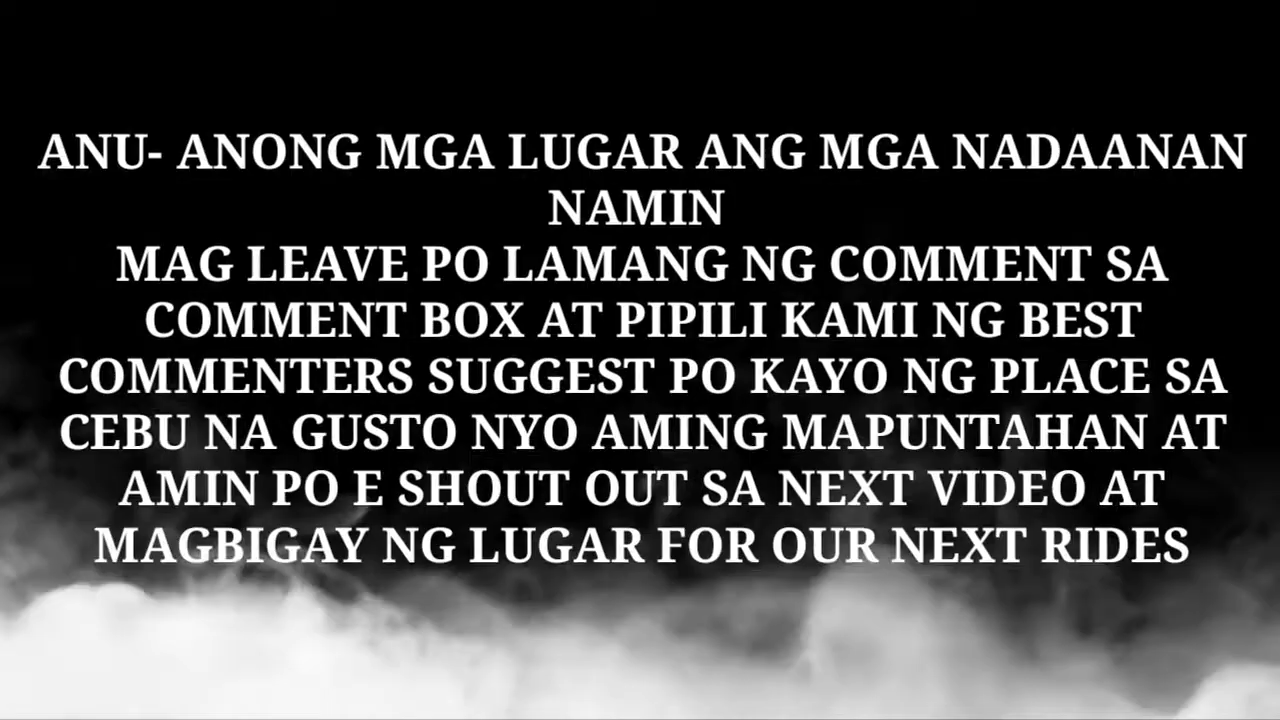 ANU- ANONG MGA LUGAR ANG MGA NADAANAN
NAMIN
MAG LEAVE PO LAMANG NG COMMENT SA
COMMENT BOX AT PIPILI KAMI NG BEST
COMMENTERS SUGGEST PO KAYO NG PLACE SA
CEBU NA GUSTO NYO AMING MAPUNTAHAN AT
AMIN PO E SHOUT OUT SA NEXT VIDEO AT
MAGBIGAY NG LUGAR FOR OUR NEXT RIDES